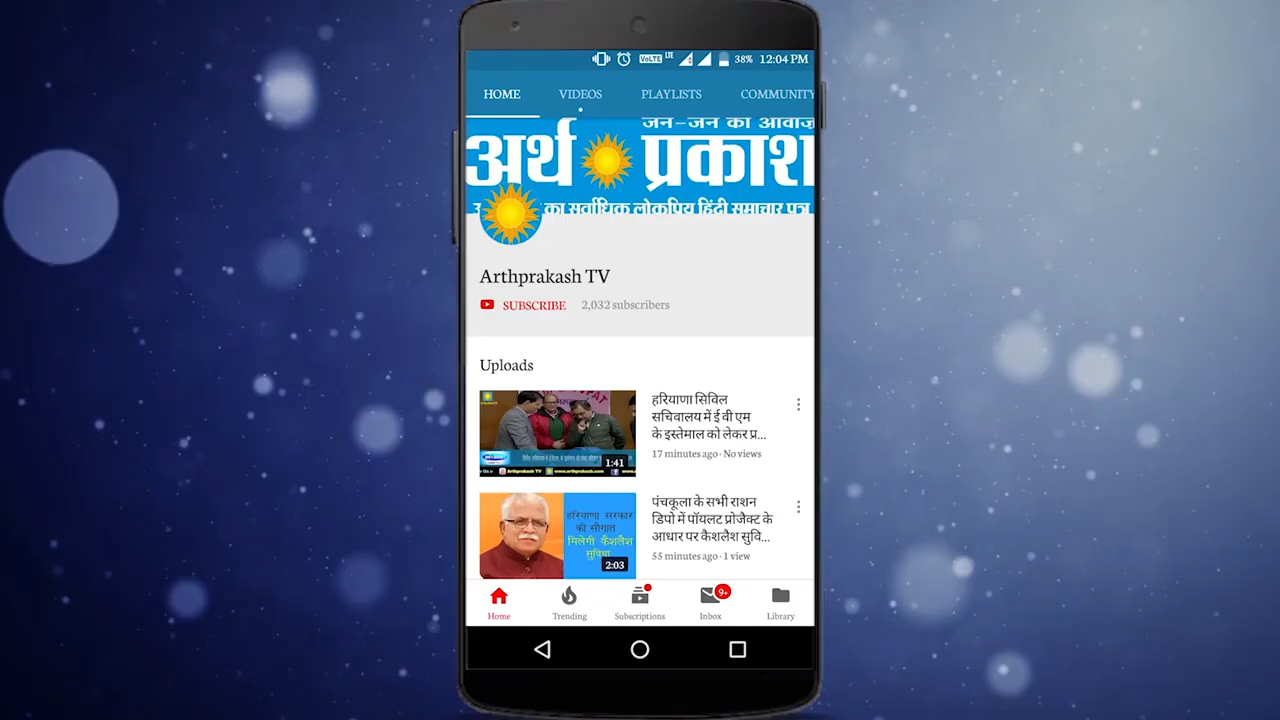 VoLTE LTE 38% 12:04 PM
HOME VIDEOS PLAYLISTS COMMUNITY
जन-जन की आवाज़
अर्थ प्रकाश
का सर्वाधिक लोकप्रिय हिंदी समाचार पत्र
Arthprakash TV
SUBSCRIBE 2,032 subscribers
Uploads
हरियाणा सिविल
सचिवालय में ई वी एम
के इस्तेमाल को लेकर प्र...
17 minutes ago · No views
1:41
Arthprakash TV
पंचकूला के सभी राशन
डिपो में पॉयलट प्रोजैक्ट के
आधार पर कैशलैश सुवि...
55 minutes ago · 1 view
हरियाणा सरकार
की सौगात
मिलेगी कैशलैश
सुविधा
2:03
9+
Home Trending Subscriptions Inbox Library